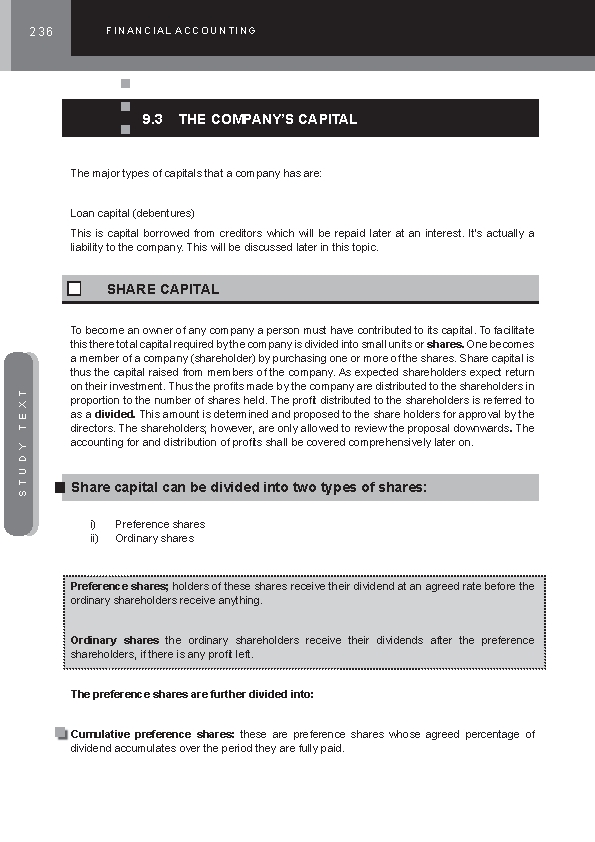 236
FINANCIAL ACCOUNTING
9.3 THE COMPANY'S CAPITAL
The major types of capitals that a company has are:
Loan capital (debentures)
This is capital borrowed from creditors which will be repaid later at an interest. It's actually a
liability to the company. This will be discussed later in this topic.
SHARE CAPITAL
To become an owner of any company a person must have contributed to its capital. To facilitate
this there total capital required by the company is divided into small units or shares. One becomes
a member of a company (shareholder) by purchasing one or more of the shares. Share capital is
thus the capital raised from members of the company. As expected shareholders expect return
on their investment. Thus the profits made by the company are distributed to the shareholders in
proportion to the number of shares held. The profit distributed to the shareholders is referred to
as a divided. This amount is determined and proposed to the share holders for approval by the
directors. The shareholders; however, are only allowed to review the proposal downwards. The
accounting for and distribution of profits shall be covered comprehensively later on.
STUDY TEXT
Share capital can be divided into two types of shares:
i) Preference shares
ii) Ordinary shares
Preference shares; holders of these shares receive their dividend at an agreed rate before the
ordinary shareholders receive anything.
Ordinary shares the ordinary shareholders receive their dividends after the preference
shareholders, if there is any profit left.
The preference shares are further divided into:
Cumulative preference shares: these are preference shares whose agreed percentage of
dividend accumulates over the period they are fully paid.